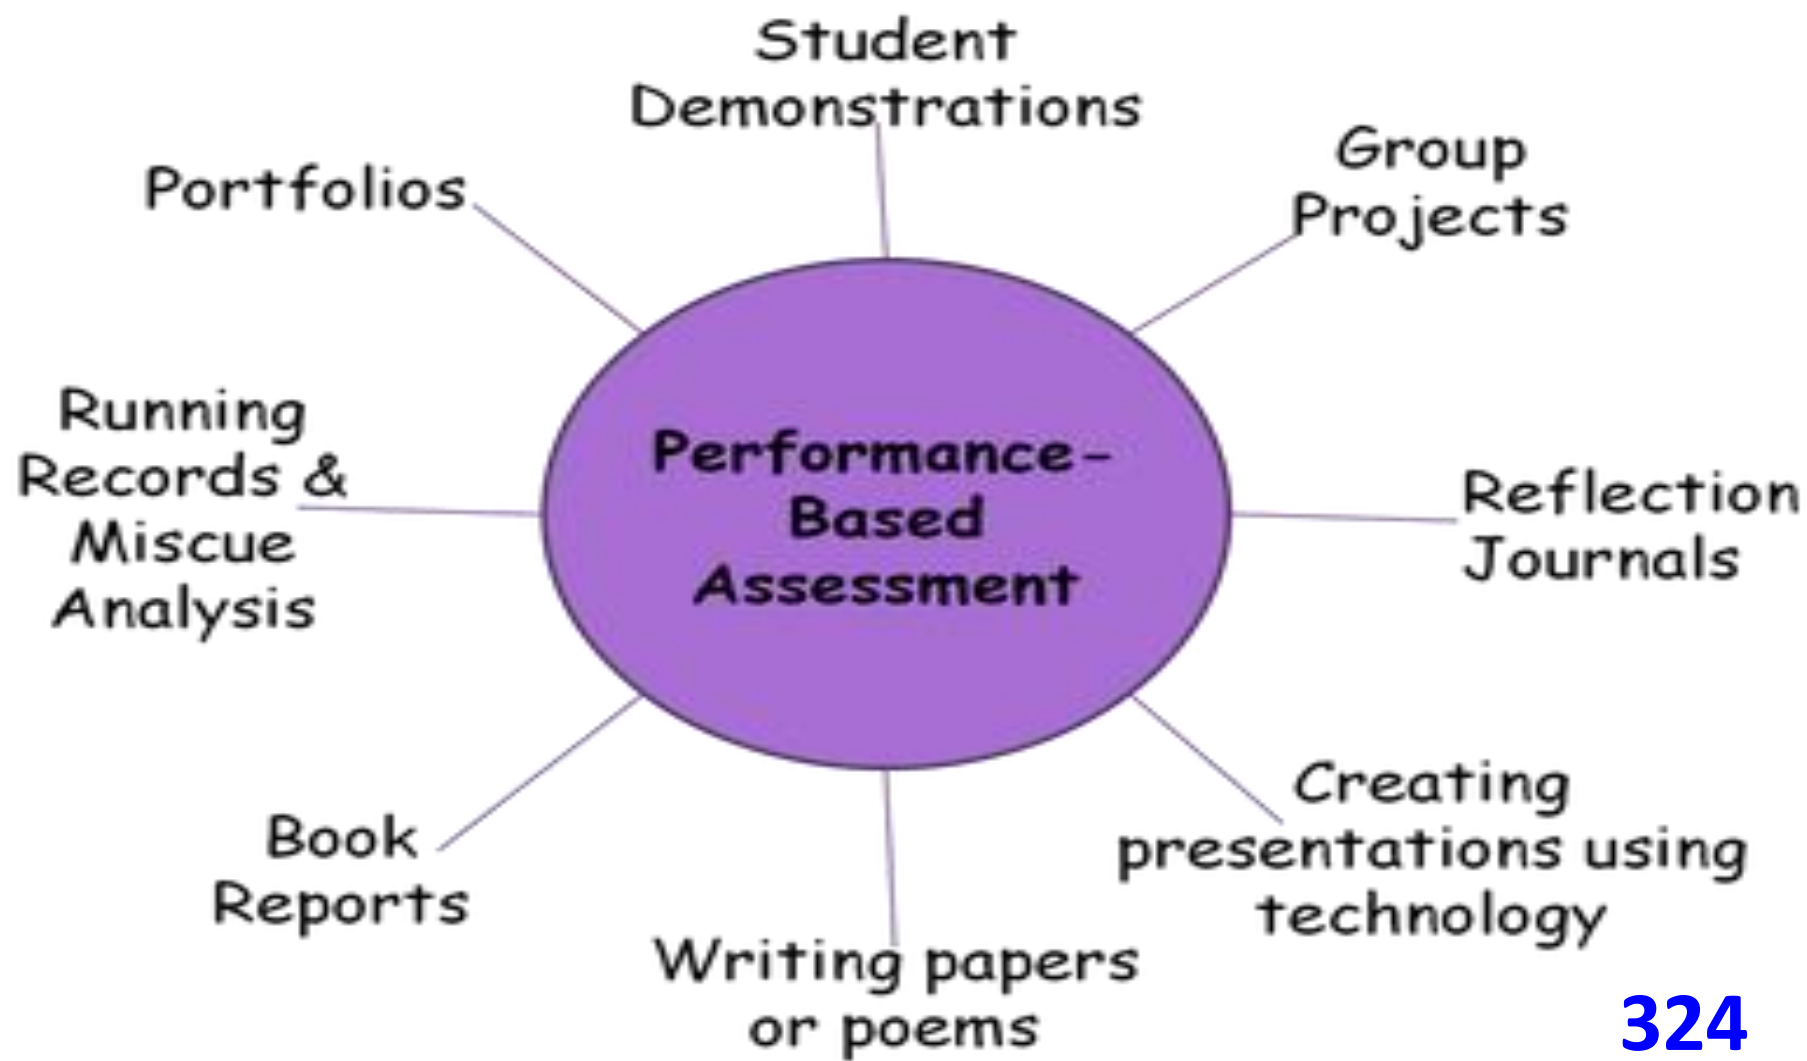 Student
Demonstrations
Group
Projects
Portfolios
Running
Records &
Miscue
Analysis
Performance-
Based
Assessment
Reflection
Journals
Creating
presentations using
technology
Book
Reports
Writing papers
or poems
324